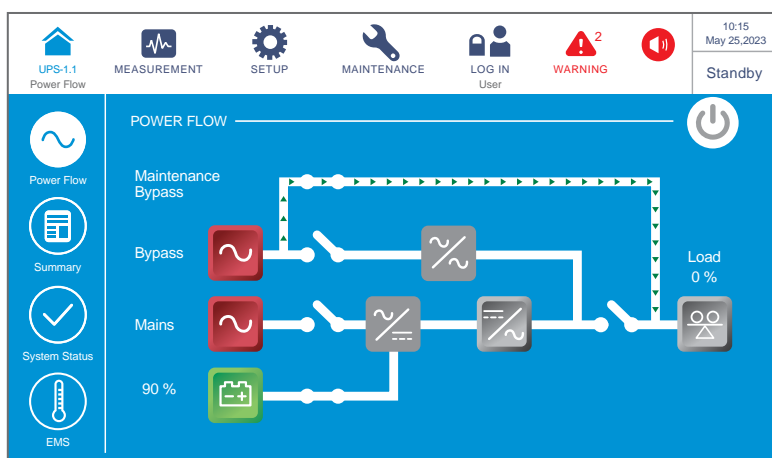 10:15
May 25,2023
Standby
UPS-1.1
Power Flow
MEASUREMENT
SETUP
MAINTENANCE
LOG IN
User
2
WARNING
POWER FLOW
Power Flow
Summary
System Status
EMS
Maintenance
Bypass
Bypass
Mains
90 %
Load
0 %